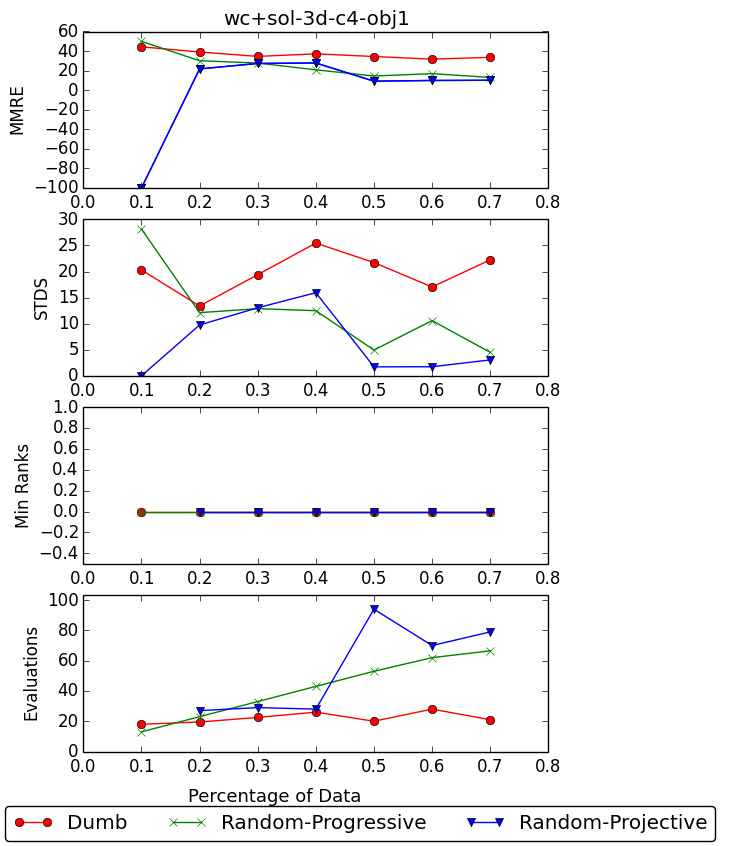 wc+sol-3d-c4-obj1
60
40
20
0
−20
−40
−60
−80
−100
MMRE
0.0 0.1 0.2 0.3 0.4 0.5 0.6 0.7 0.8
30
25
20
15
10
5
0
STDS
0.0 0.1 0.2 0.3 0.4 0.5 0.6 0.7 0.8
1.0
0.8
0.6
0.4
0.2
0.0
−0.2
−0.4
Min Ranks
0.0 0.1 0.2 0.3 0.4 0.5 0.6 0.7 0.8
100
80
60
40
20
0
Evaluations
0.0 0.1 0.2 0.3 0.4 0.5 0.6 0.7 0.8
Percentage of Data
Dumb Random-Progressive Random-Projective